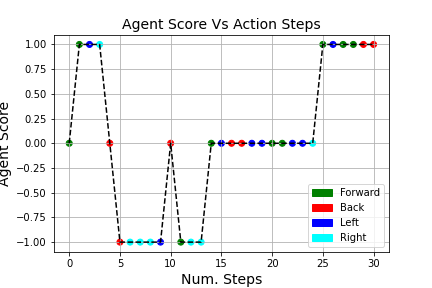 Agent Score Vs Action Steps
Agent Score
1.00
0.75
0.50
0.25
0.00
−0.25
−0.50
−0.75
−1.00
Forward
Back
Left
Right
0 5 10 15 20 25 30
Num. Steps